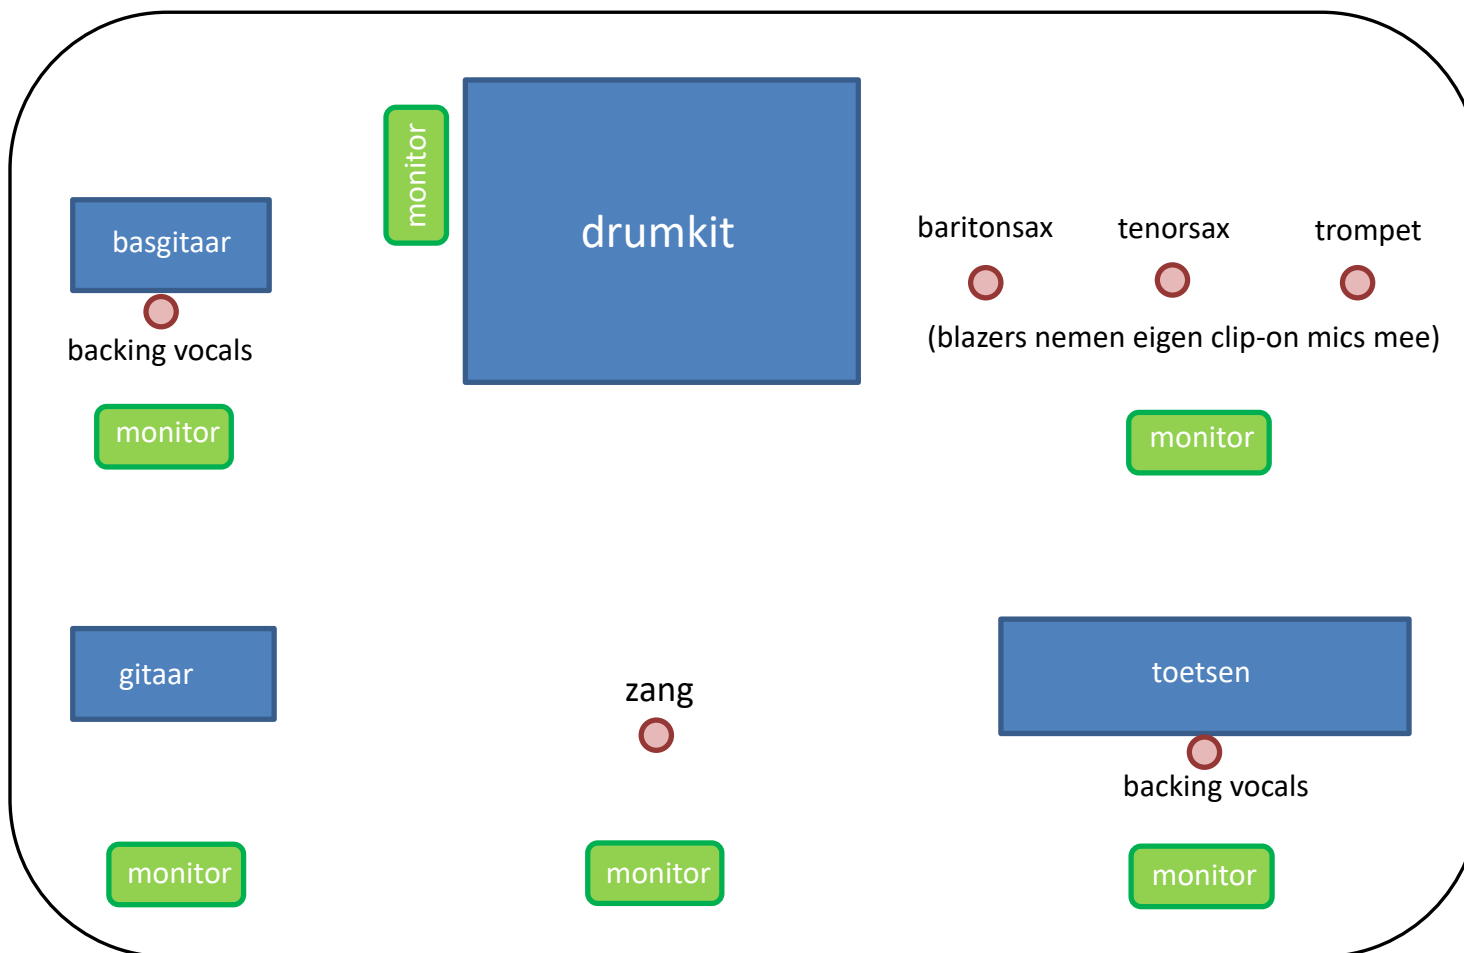 monitor
drumkit
basgitaar
backing vocals
monitor
baritonsax
tenorsax
trompet
(blazers nemen eigen clip-on mics mee)
monitor
gitaar
zang
toetsen
backing vocals
monitor
monitor
monitor